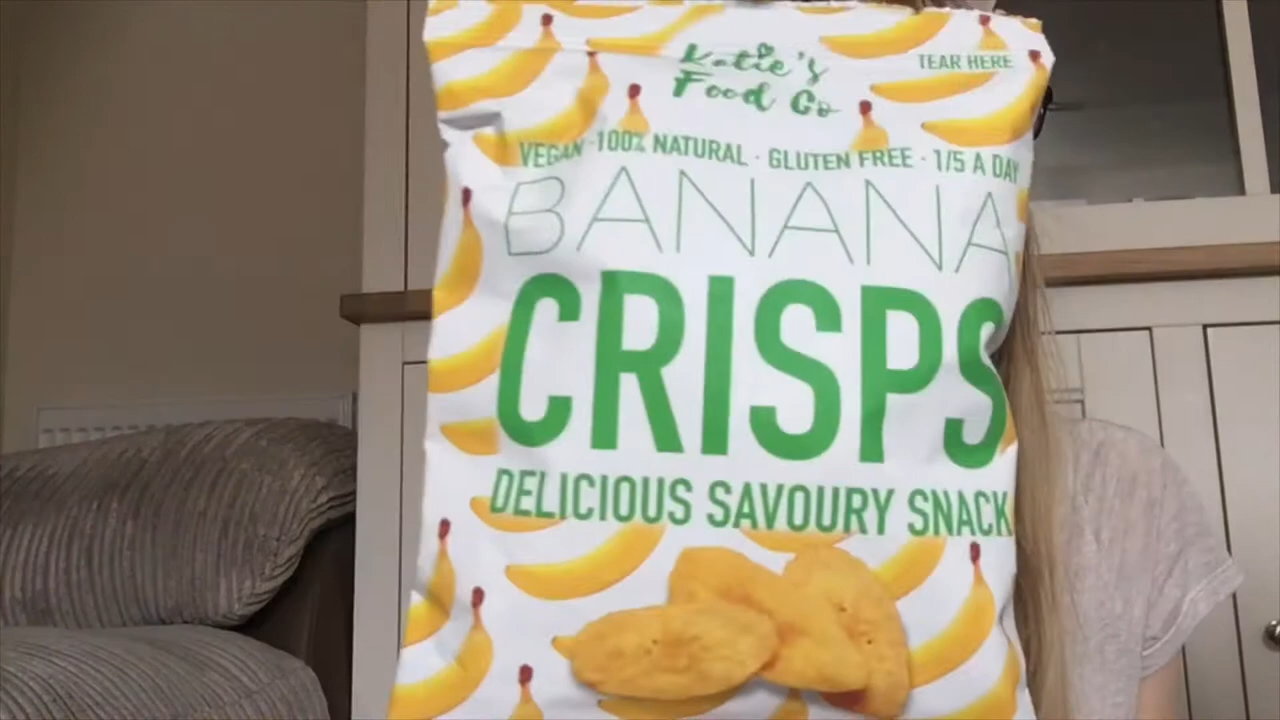 Katie's
Food Co
TEAR HERE
VEGAN · 100% NATURAL · GLUTEN FREE · 1/5 A DAY
BANANA
CRISPS
DELICIOUS SAVOURY SNACK